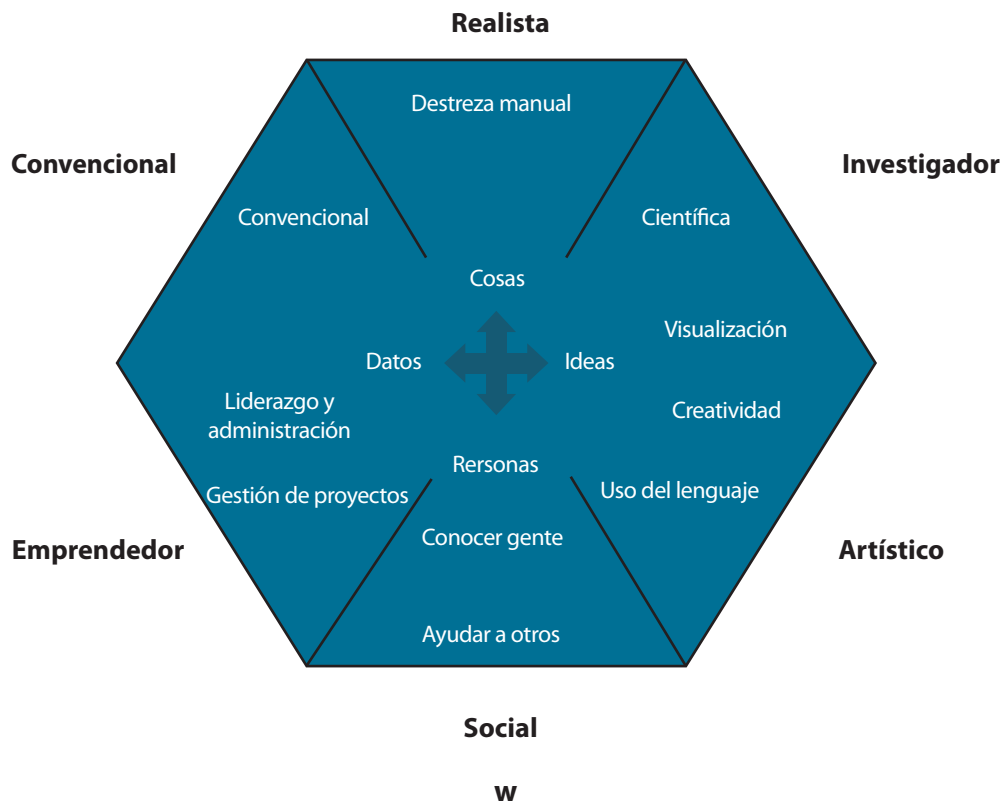 Realista
Destreza manual
Convencional
Investigador
Convencional
Científica
Cosas
Visualización
Datos
Ideas
Liderazgo y
administración
Creatividad
Rersonas
Gestión de proyectos
Uso del lenguaje
Conocer gente
Emprendedor
Artístico
Ayudar a otros
Social
w